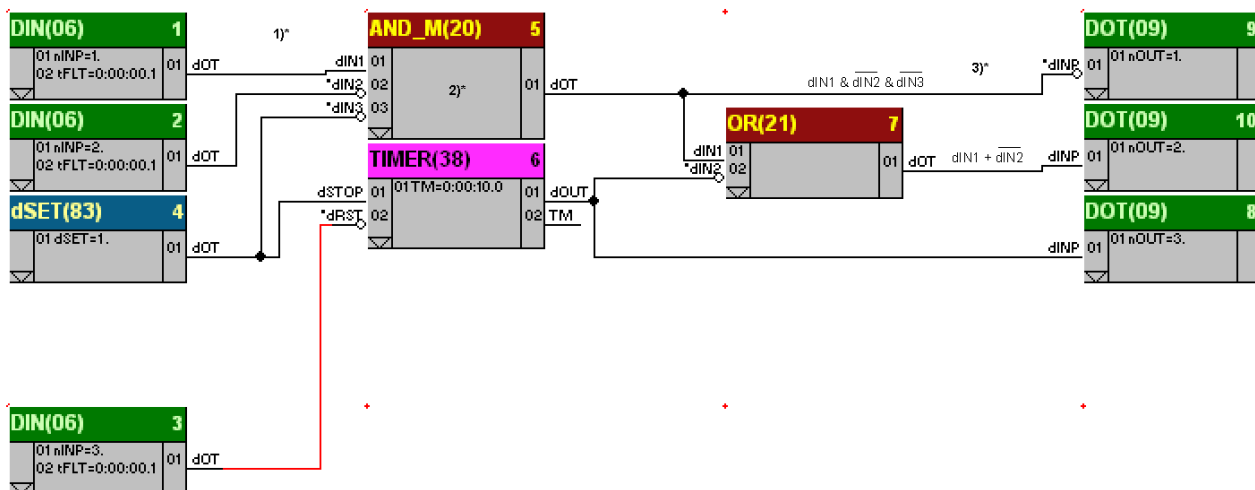 DIN(06) 1
01 nINP=1.
02 tFLT=0:00:00.1
01 dOT
1)*
AND_M(20) 5
dIN1 01
*dIN2 02
*dIN3 03
2)*
01 dOT
dIN1 & dIN2 & dIN3
3)*
DOT(09) 9
*dINP 01
01 nOUT=1.
DIN(06) 2
01 nINP=2.
02 tFLT=0:00:00.1
01 dOT
OR(21) 7
dIN1 01
*dIN2 02
01 dOT
dIN1 + dIN2
DOT(09) 10
dINP 01
01 nOUT=2.
TIMER(38) 6
dSTOP 01
*dRST 02
01 TM=0:00:10.0
01 dOUT
02 TM
dSET(83) 4
01 dSET=1.
01 dOT
DOT(09) 8
dINP 01
01 nOUT=3.
DIN(06) 3
01 nINP=3.
02 tFLT=0:00:00.1
01 dOT